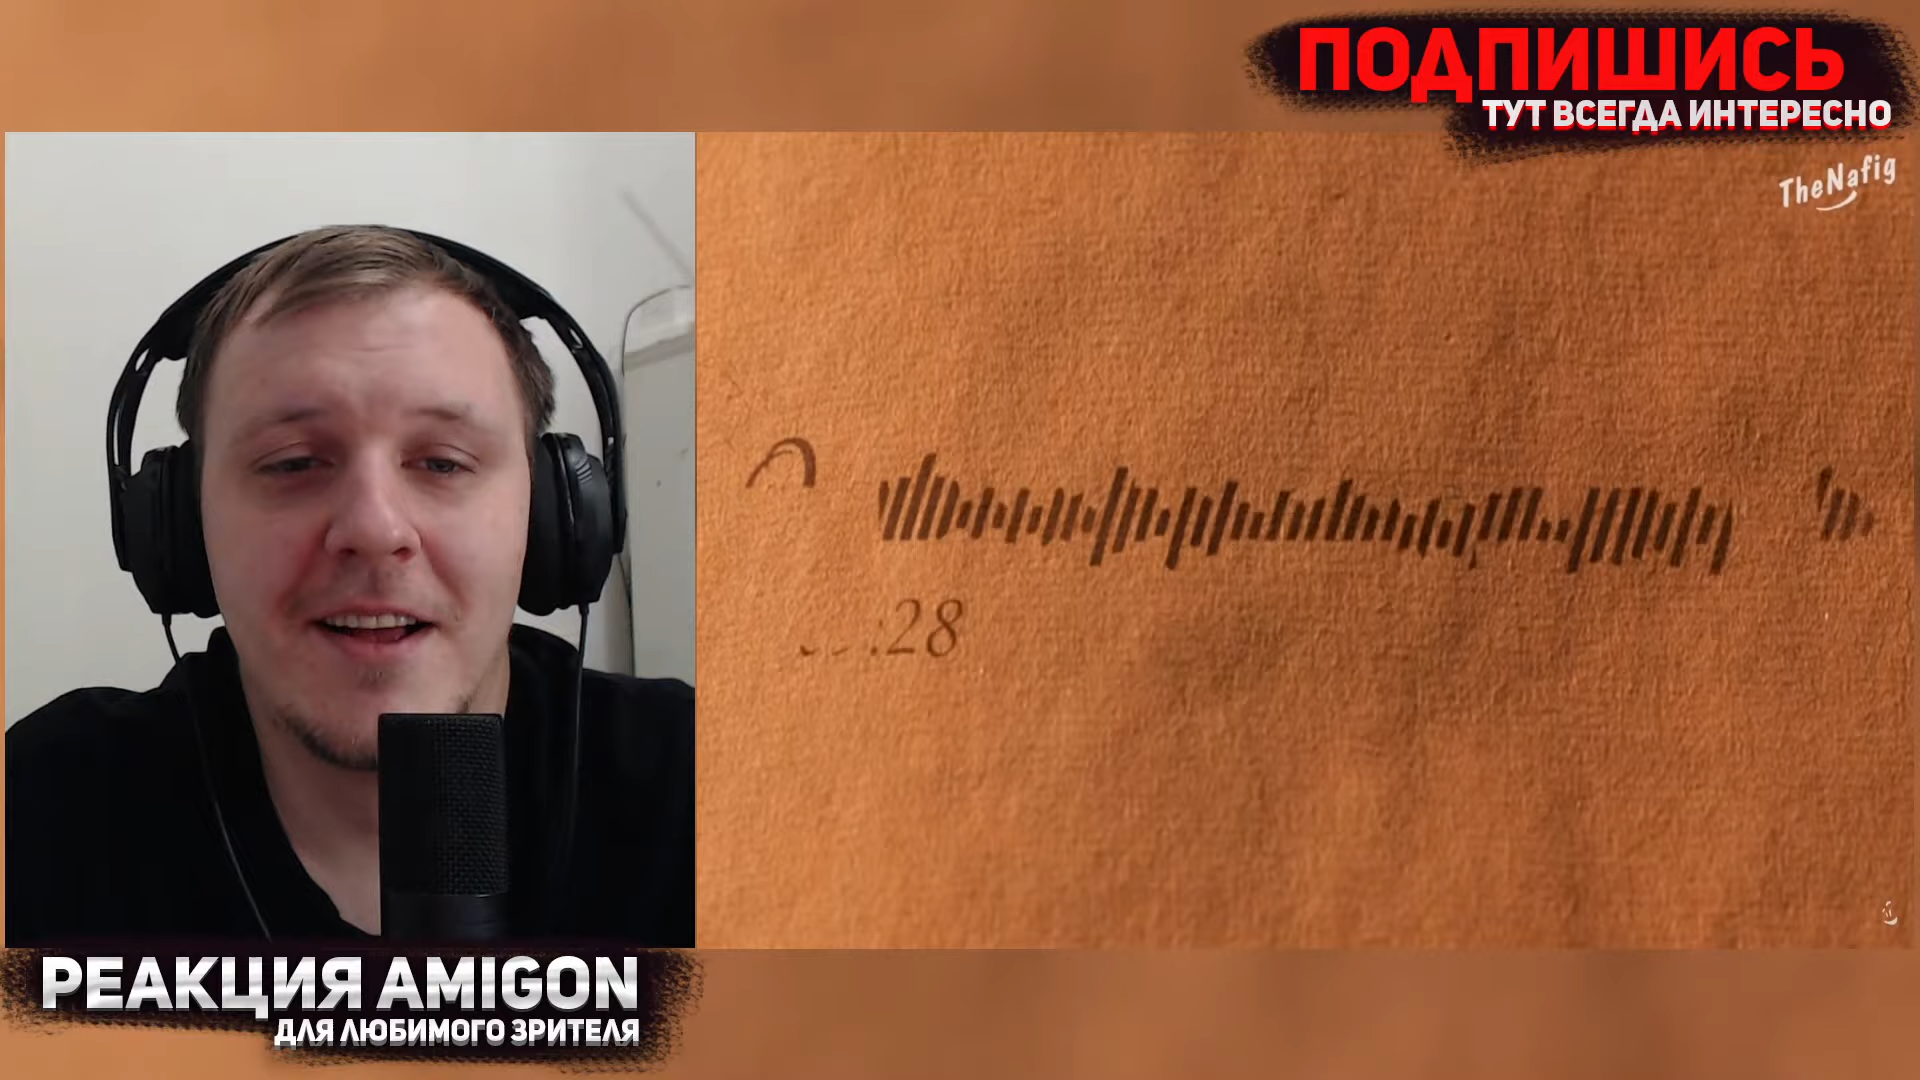 ПОДПИШИСЬ
ТУТ ВСЕГДА ИНТЕРЕСНО
TheNafig
:28
РЕАКЦИЯ AMIGON
ДЛЯ ЛЮБИМОГО ЗРИТЕЛЯ